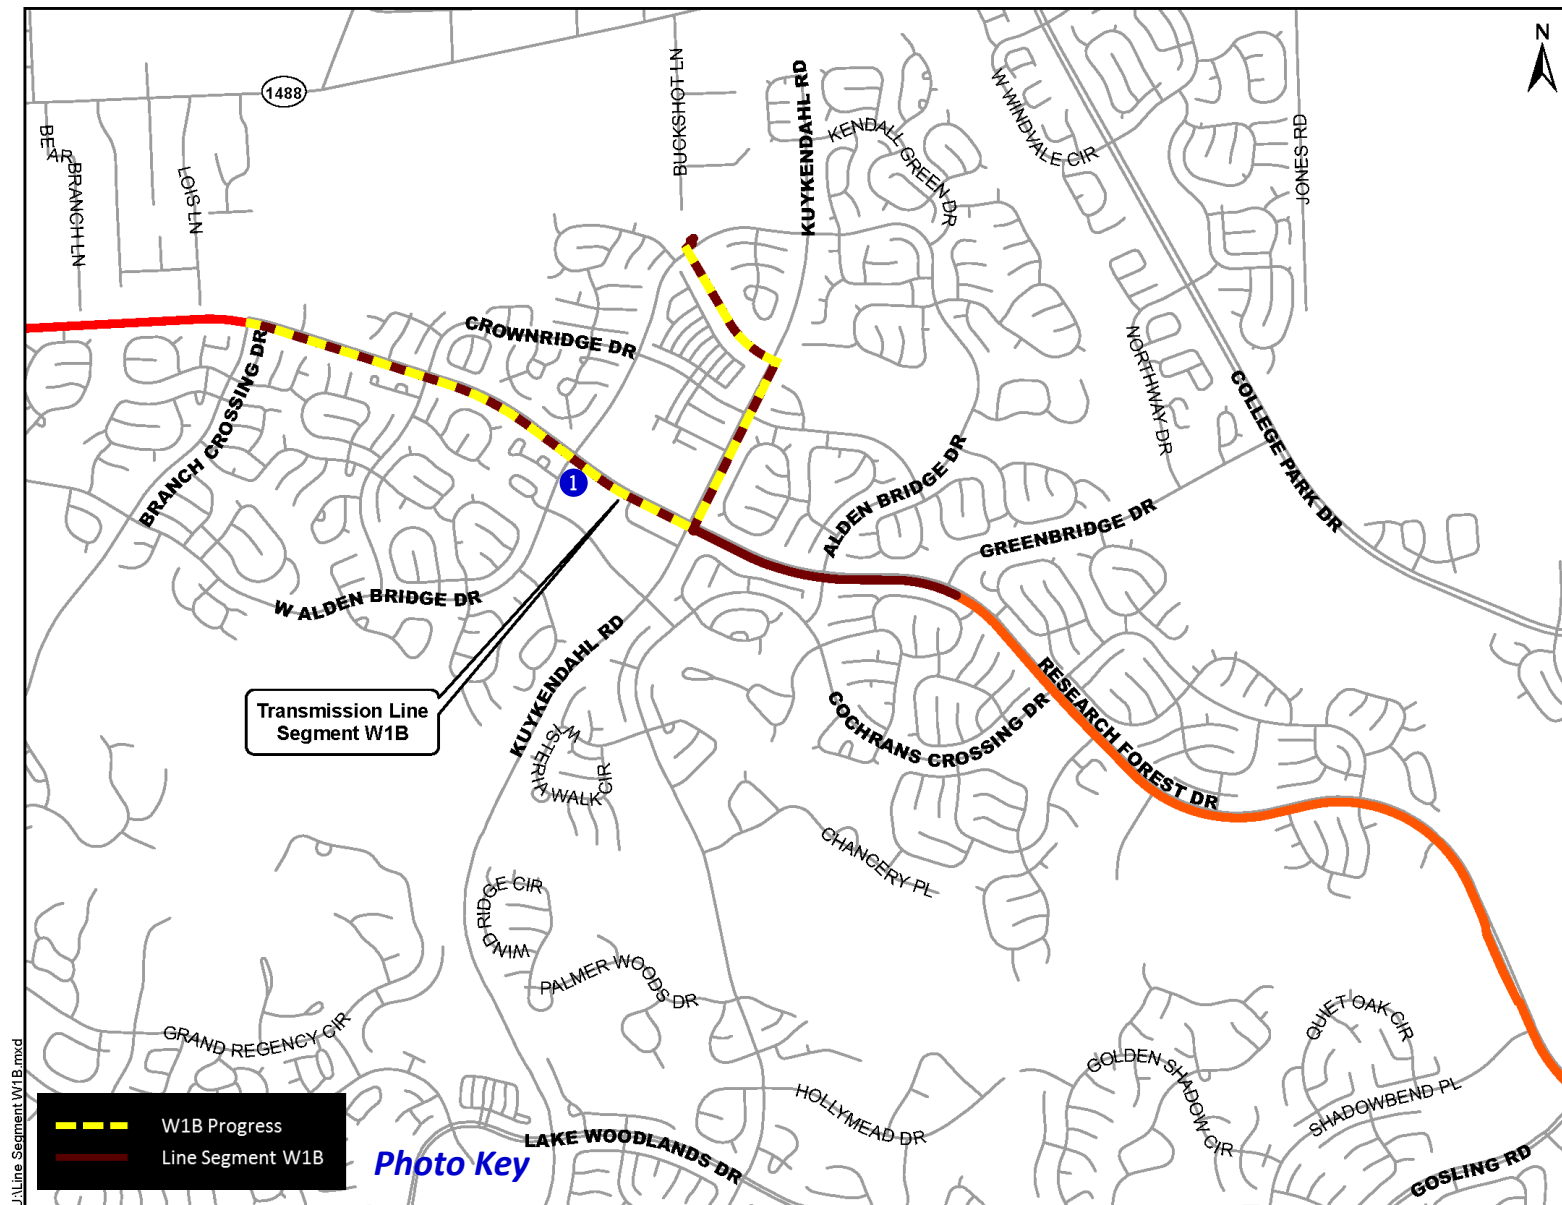 N
1488
BEAR BRANCH LN
LOIS LN
BUCKSHOT LN
KUYKENDAHL RD
KENDALL GREEN DR
W WINDVALE CIR
JONES RD
CROWNRIDGE DR
BRANCH CROSSING DR
NORTHWAY DR
COLLEGE PARK DR
1
ALDEN BRIDGE DR
GREENBRIDGE DR
W ALDEN BRIDGE DR
KUYKENDAHL RD
Transmission Line
Segment W1B
COCHRANS CROSSING DR
RESEARCH FOREST DR
WISTERIA WALK CIR
CHANCERY PL
WIND RIDGE CIR
PALMER WOODS DR
GRAND REGENCY CIR
QUIET OAK CIR
GOLDEN SHADOW CIR
SHADOWBEND PL
HOLLYMEAD DR
LAKE WOODLANDS DR
GOSLING RD
W1B Progress
Line Segment W1B
Photo Key
J:\Line Segment W1B.mxd